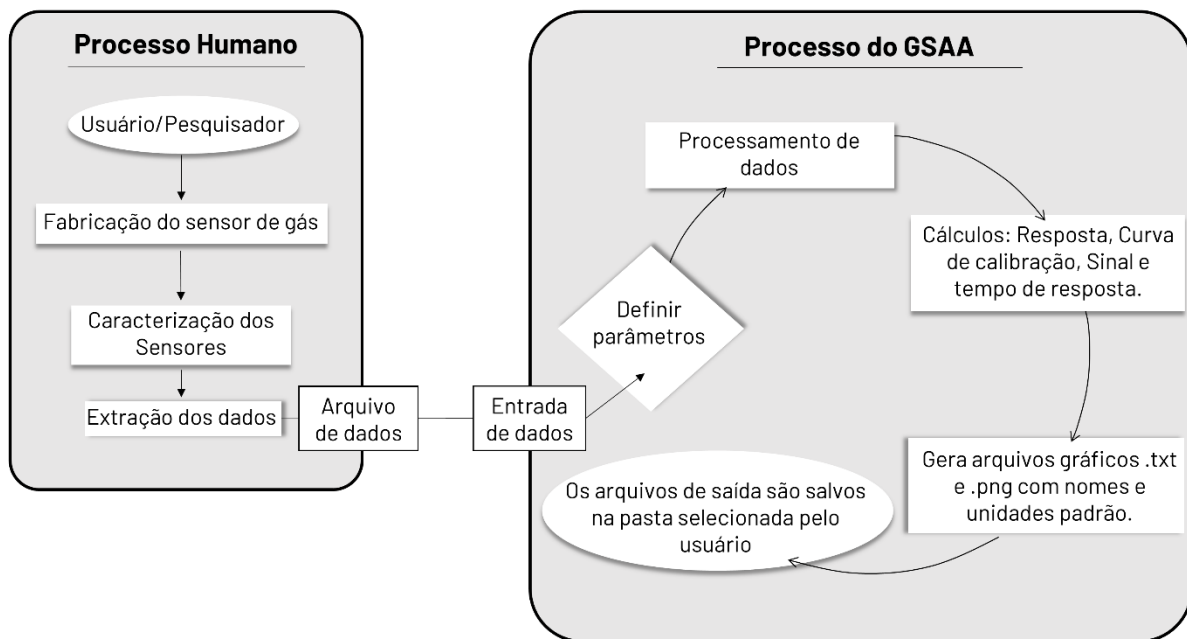 Processo Humano
Usuário/Pesquisador
Fabricação do sensor de gás
Caracterização dos
Sensores
Extração dos dados
Arquivo
de dados
Entrada
de dados
Processo do GSAA
Definir
parâmetros
Processamento de
dados
Cálculos: Resposta, Curva
de calibração, Sinal e
tempo de resposta.
Gera arquivos gráficos .txt
e .png com nomes e
unidades padrão.
Os arquivos de saída são salvos
na pasta selecionada pelo
usuário